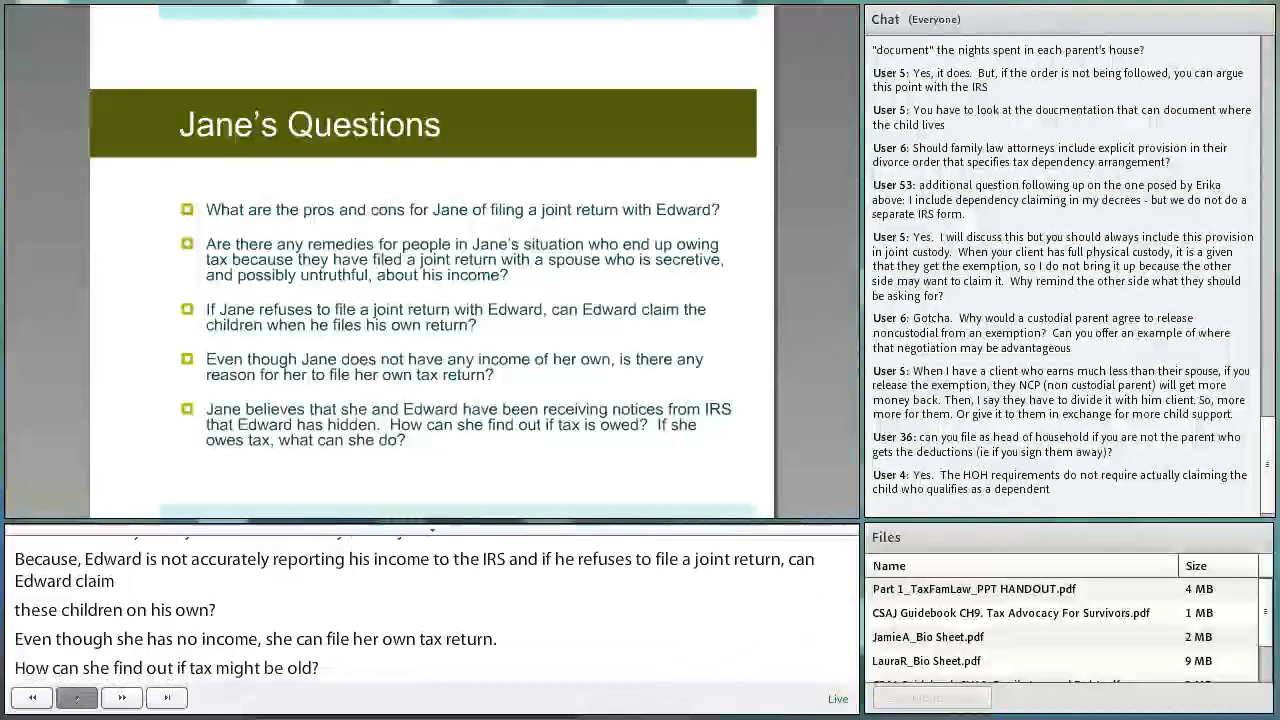 Jane's Questions
What are the pros and cons for Jane of filing a joint return with Edward?
Are there any remedies for people in Jane's situation who end up owing
tax because they have filed a joint return with a spouse who is secretive,
and possibly untruthful, about his income?
If Jane refuses to file a joint return with Edward, can Edward claim the
children when he files his own return?
Even though Jane does not have any income of her own, is there any
reason for her to file her own tax return?
Jane believes that she and Edward have been receiving notices from IRS
that Edward has hidden. How can she find out if tax is owed? If she
owes tax, what can she do?
Because, Edward is not accurately reporting his income to the IRS and if he refuses to file a joint return, can
Edward claim
these children on his own?
Even though she has no income, she can file her own tax return.
How can she find out if tax might be old?
Live
Chat (Everyone)
"document" the nights spent in each parent's house?
User 5: Yes, it does. But, if the order is not being followed, you can argue
this point with the IRS
User 5: You have to look at the doucmentation that can document where
the child lives
User 6: Should family law attorneys include explicit provision in their
divorce order that specifies tax dependency arrangement?
User 53: additional question following up on the one posed by Erika
above: I include dependency claiming in my decrees - but we do not do a
separate IRS form.
User 5: Yes. I will discuss this but you should always include this provision
in joint custody. When your client has full physical custody, it is a given
that they get the exemption, so I do not bring it up because the other
side may want to claim it. Why remind the other side what they should
be asking for?
User 6: Gotcha. Why would a custodial parent agree to release
noncustodial from an exemption? Can you offer an example of where
that negotiation may be advantageous
User 5: When I have a client who earns much less than their spouse, if you
release the exemption, they NCP (non custodial parent) will get more
money back. Then, I say they have to divide it with him client. So, more
more for them. Or give it to them in exchange for more child support.
User 36: can you file as head of household if you are not the parent who
gets the deductions (ie if you sign them away)?
User 4: Yes. The HOH requirements do not require actually claiming the
child who qualifies as a dependent
Files
Name Size
Part 1_TaxFamLaw_PPT HANDOUT.pdf 4 MB
CSAJ Guidebook CH9. Tax Advocacy For Survivors.pdf 1 MB
JamieA_Bio Sheet.pdf 2 MB
LauraR_Bio Sheet.pdf 9 MB